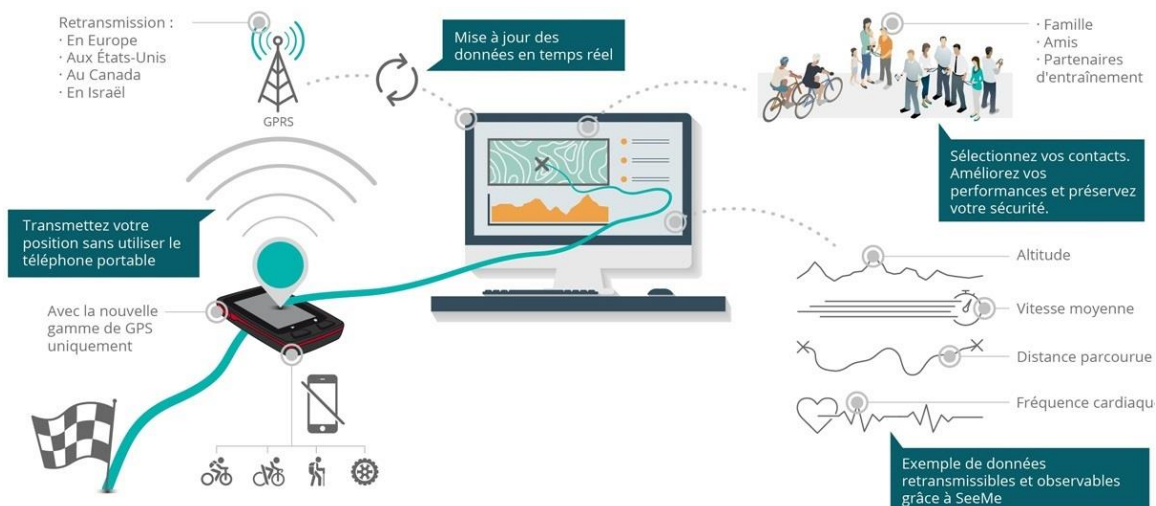 Retransmission :
· En Europe
· Aux États-Unis
· Au Canada
· En Israël
GPRS
Mise à jour des
données en temps réel
· Famille
· Amis
· Partenaires
d'entraînement
Sélectionnez vos contacts.
Améliorez vos
performances et préservez
votre sécurité.
Transmettez votre
position sans utiliser le
téléphone portable
Avec la nouvelle
gamme de GPS
uniquement
Altitude
Vitesse moyenne
Distance parcourue
Fréquence cardiaqu
Exemple de données
retransmissibles et observables
grâce à SeeMe